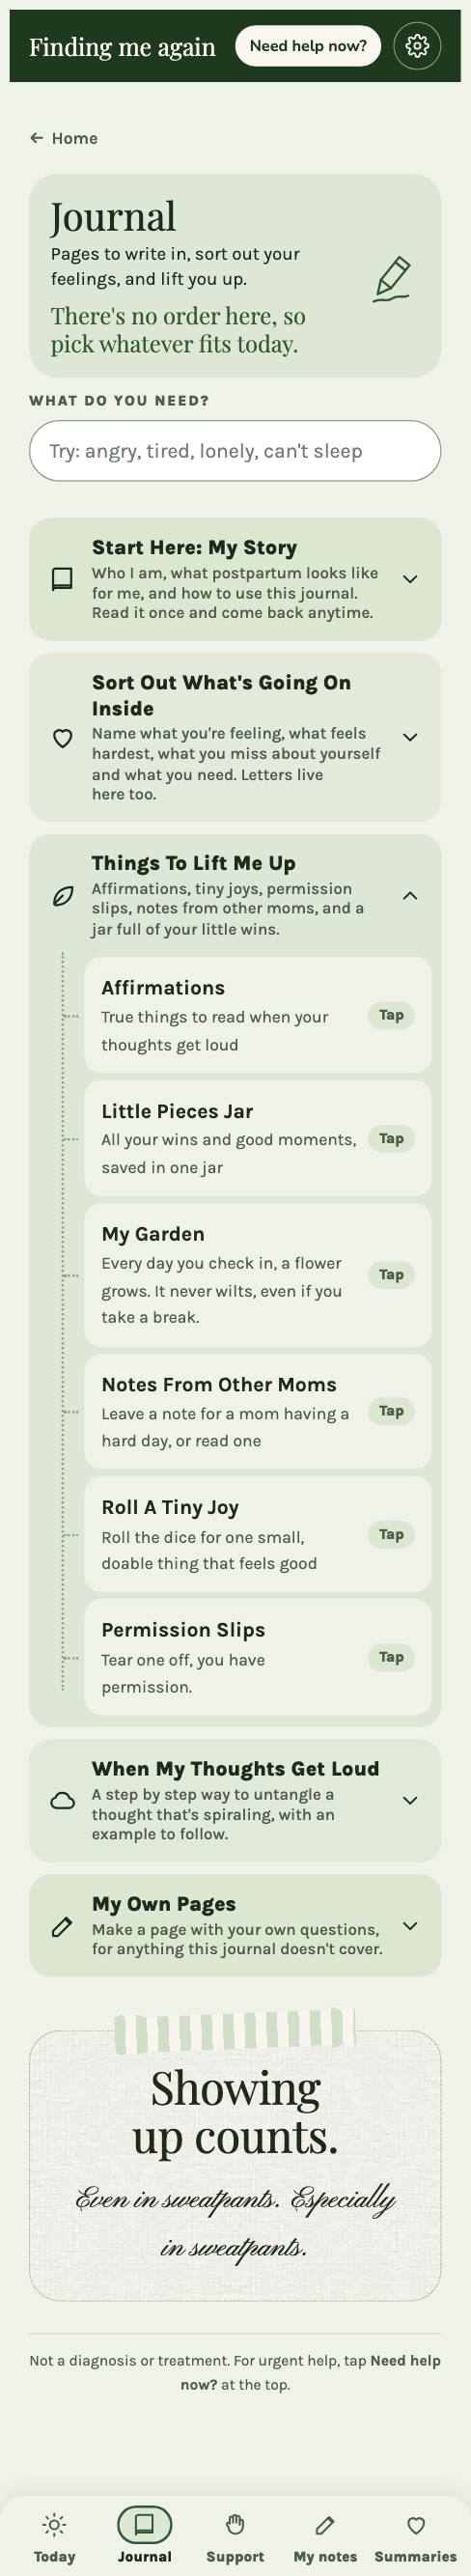 Finding me again
Need help now?
← Home
Journal
Pages to write in, sort out your
feelings, and lift you up.
There's no order here, so
pick whatever fits today.
WHAT DO YOU NEED?
Try: angry, tired, lonely, can't sleep
Start Here: My Story
Who I am, what postpartum looks like
for me, and how to use this journal.
Read it once and come back anytime.
Sort Out What's Going On
Inside
Name what you're feeling, what feels
hardest, what you miss about yourself
and what you need. Letters live
here too.
Things To Lift Me Up
Affirmations, tiny joys, permission
slips, notes from other moms, and a
jar full of your little wins.
Affirmations
True things to read when your
thoughts get loud
Tap
Little Pieces Jar
All your wins and good moments,
saved in one jar
Tap
My Garden
Every day you check in, a flower
grows. It never wilts, even if you
take a break.
Tap
Notes From Other Moms
Leave a note for a mom having a
hard day, or read one
Tap
Roll A Tiny Joy
Roll the dice for one small,
doable thing that feels good
Tap
Permission Slips
Tear one off, you have
permission.
Tap
When My Thoughts Get Loud
A step by step way to untangle a
thought that's spiraling, with an
example to follow.
My Own Pages
Make a page with your own questions,
for anything this journal doesn't cover.
Showing
up counts.
Even in sweatpants. Especially
in sweatpants.
Not a diagnosis or treatment. For urgent help, tap Need help
now? at the top.
Today
Journal
Support
My notes
Summaries